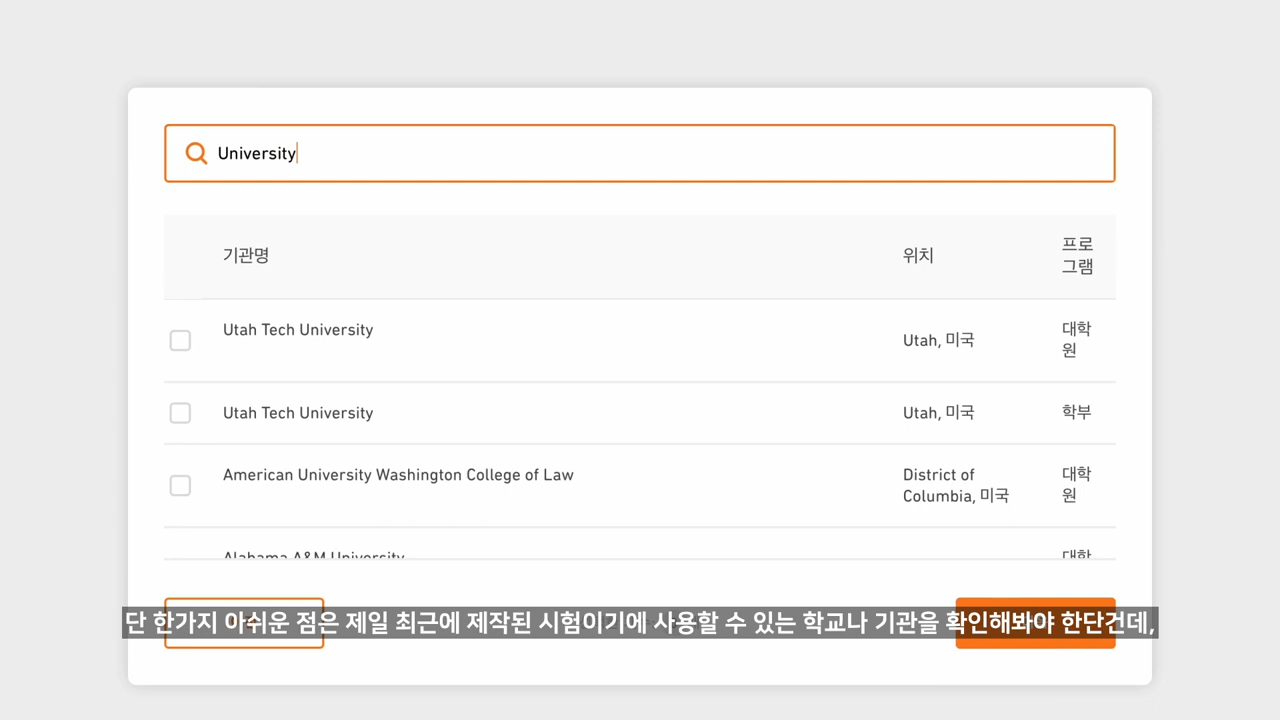 University
기관명
위치
프로
그램
Utah Tech University
Utah, 미국
대학
원
Utah Tech University
Utah, 미국
학부
American University Washington College of Law
District of
Columbia, 미국
대학
원
Alabama A&M University
대학
단 한가지 아쉬운 점은 제일 최근에 제작된 시험이기에 사용할 수 있는 학교나 기관을 확인해봐야 한단건데,